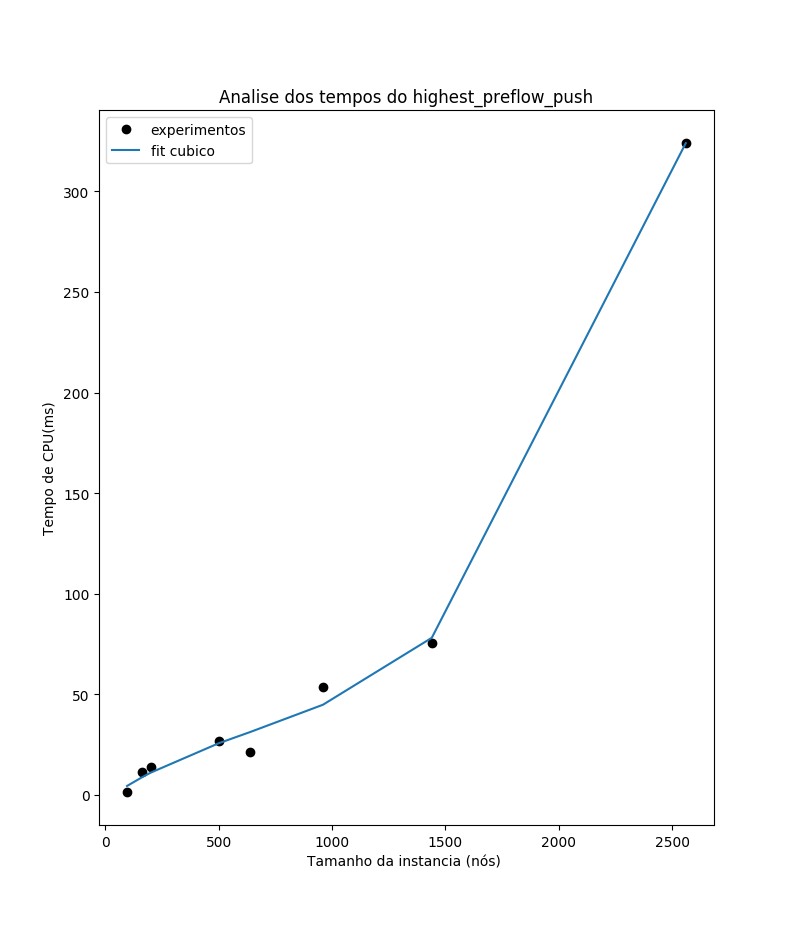 Analise dos tempos do highest_preflow_push
experimentos
fit cubico
300
250
200
150
100
50
0
Tempo de CPU(ms)
0 500 1000 1500 2000 2500
Tamanho da instancia (nós)